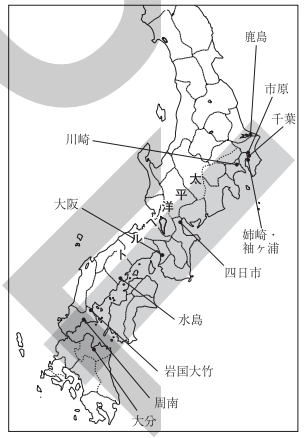 鹿島
市原
千葉
川崎
太平洋ベルト
大阪
姉崎・
袖ヶ浦
四日市
水島
岩国大竹
周南
大分